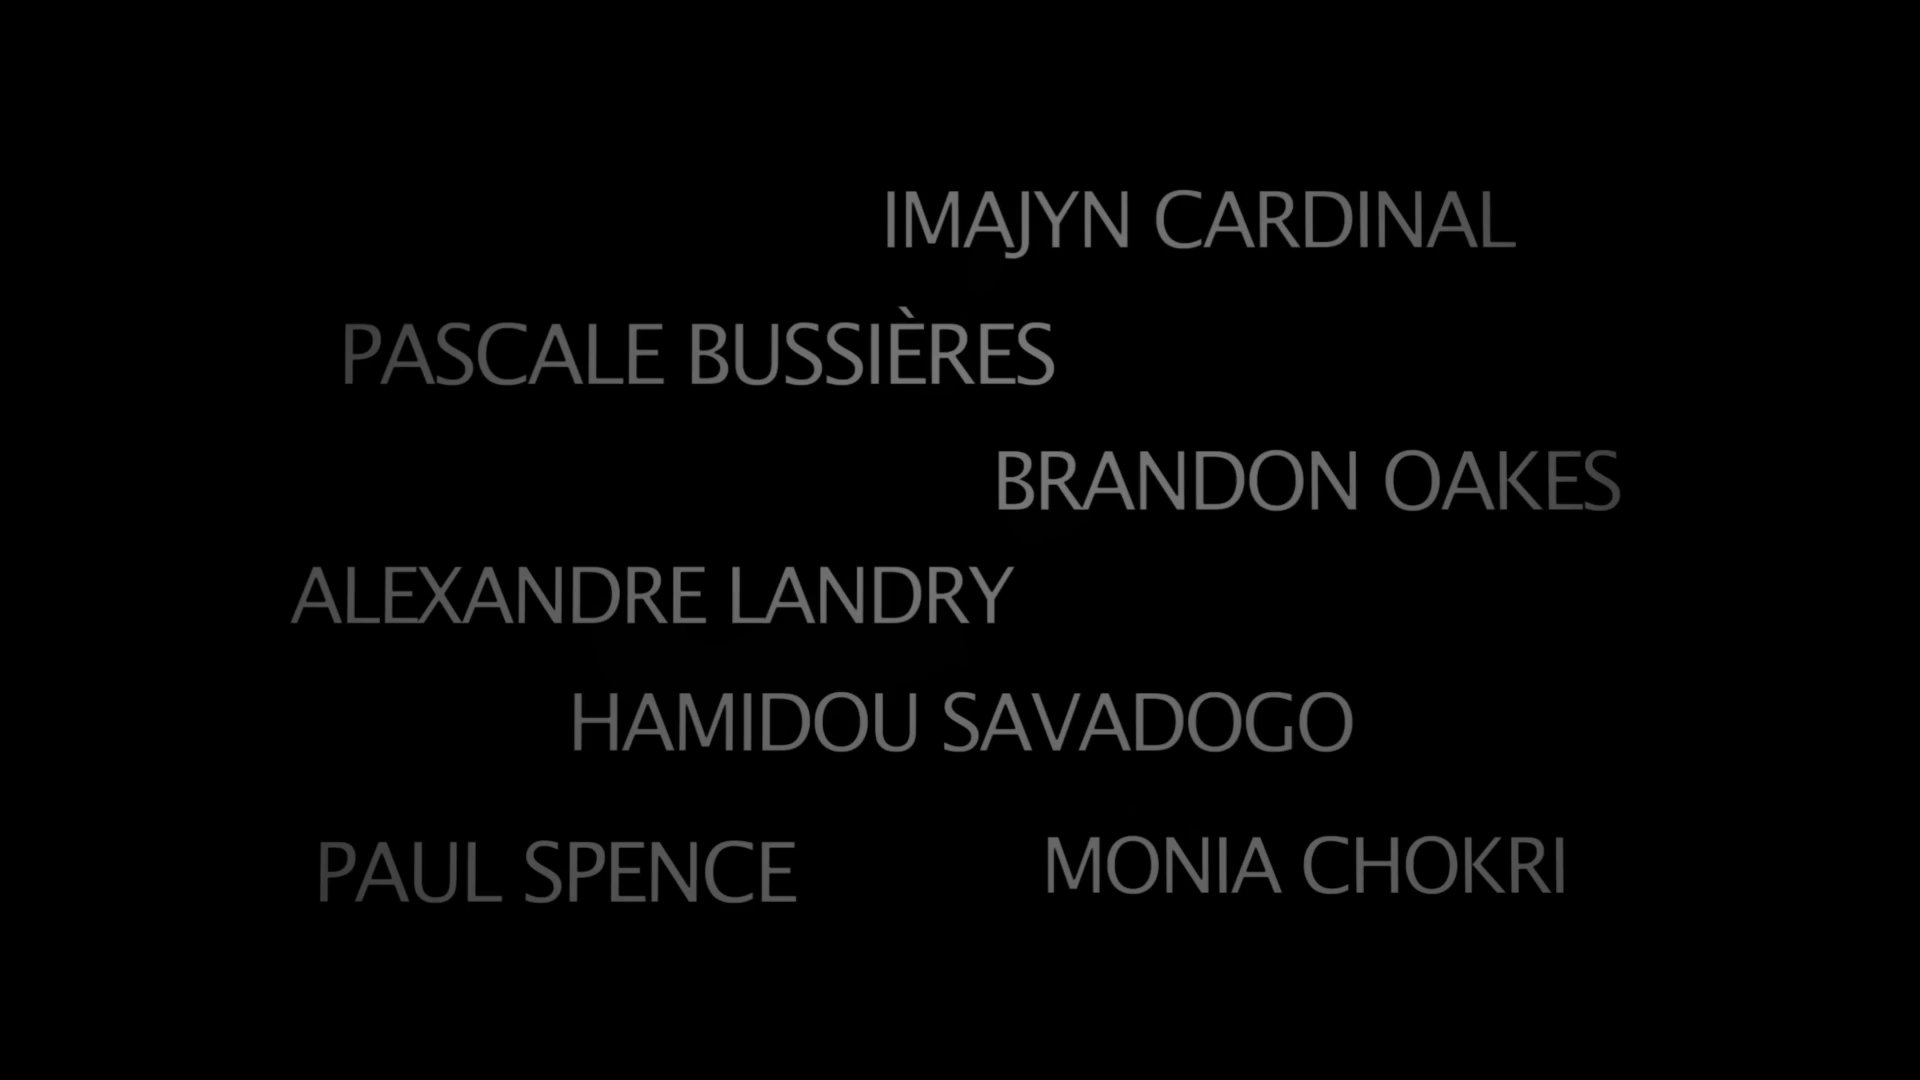 IMAJYN CARDINAL
PASCALE BUSSIÈRES
BRANDON OAKES
ALEXANDRE LANDRY
HAMIDOU SAVADOGO
PAUL SPENCE
MONIA CHOKRI